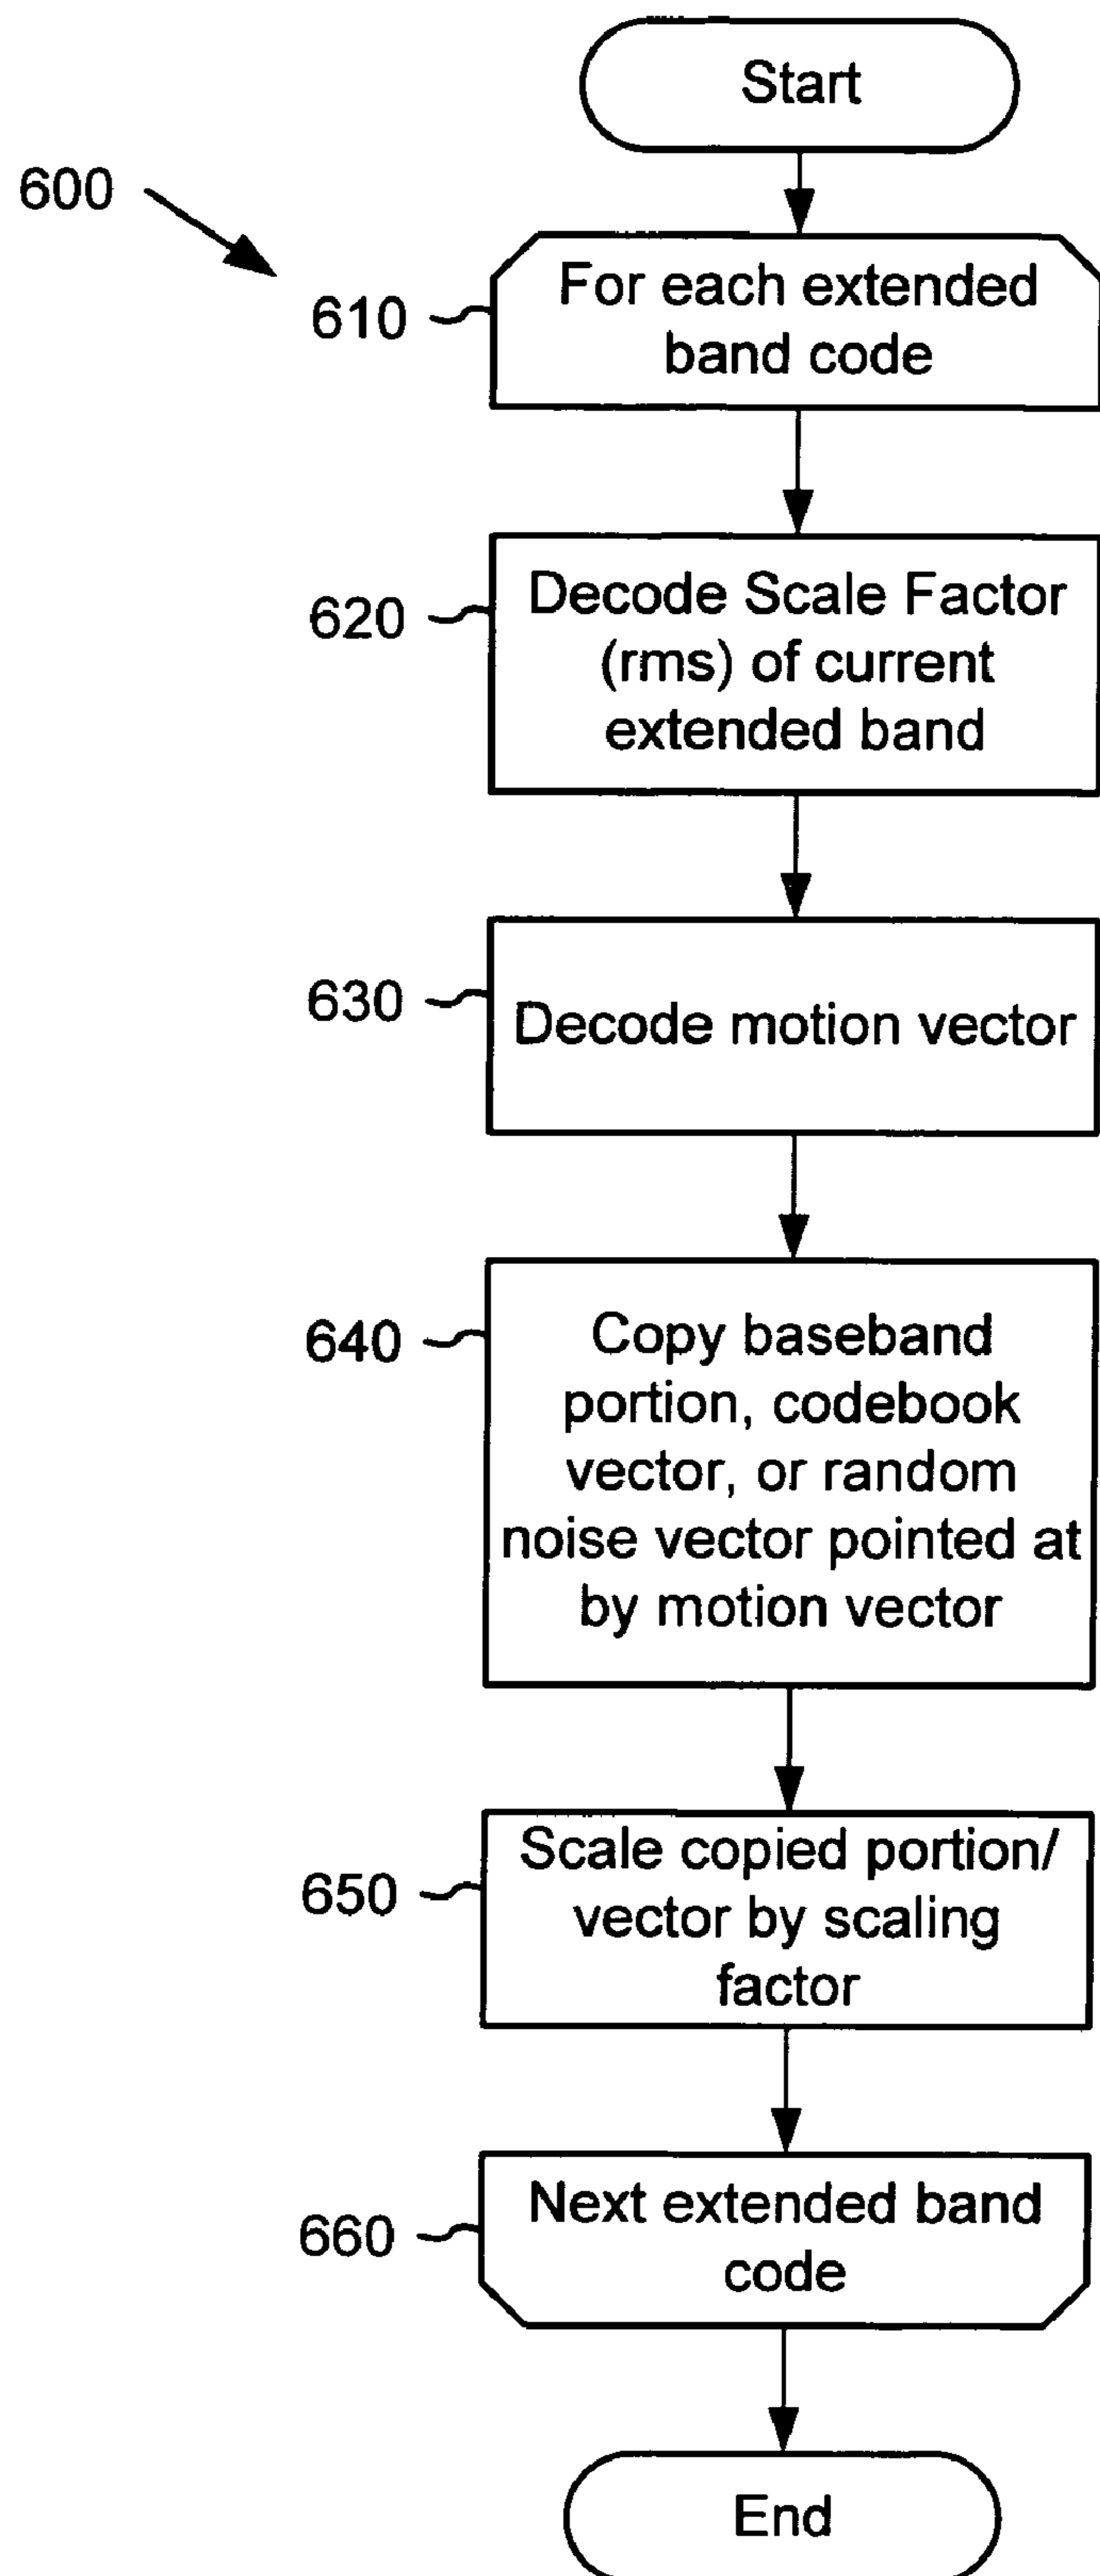 Start
600
610
For each extended
band code
620
Decode Scale Factor
(rms) of current
extended band
630
Decode motion vector
640
Copy baseband
portion, codebook
vector, or random
noise vector pointed at
by motion vector
650
Scale copied portion/
vector by scaling
factor
660
Next extended band
code
End